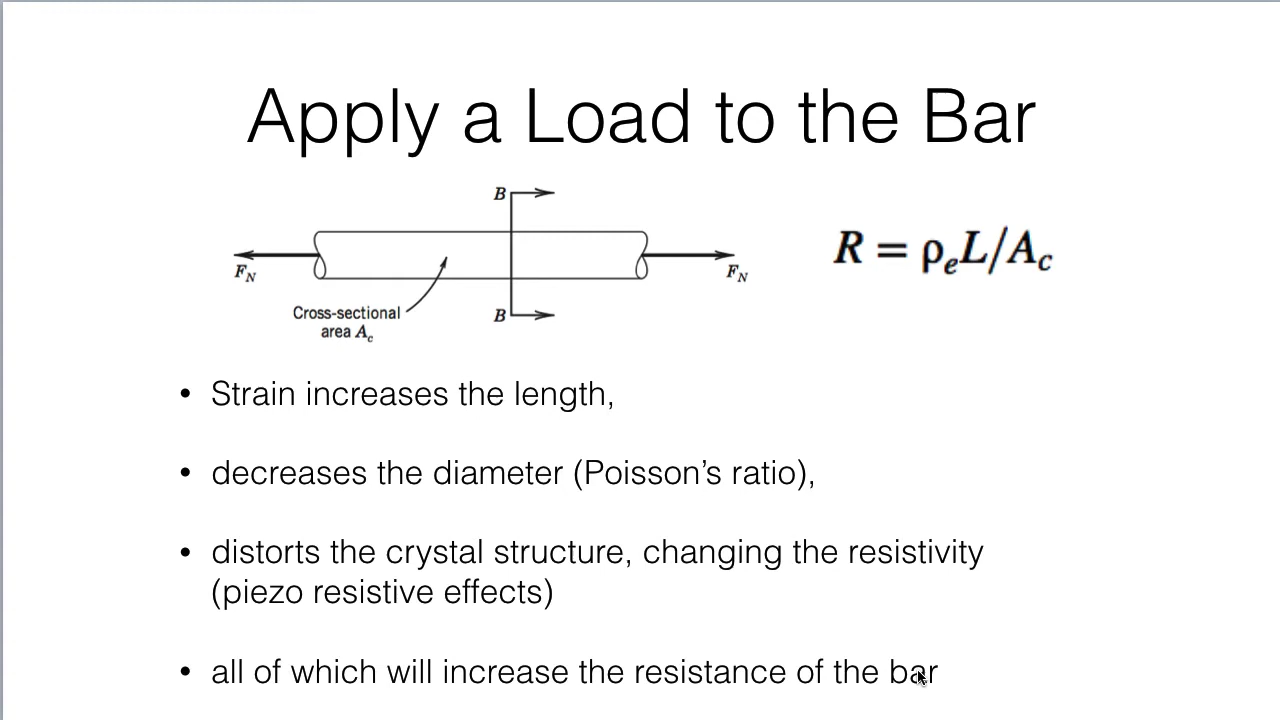 Apply a Load to the Bar
B
F_N
F_N
Cross-sectional
area A_c
B
R = ρ_eL/A_c
• Strain increases the length,
• decreases the diameter (Poisson’s ratio),
• distorts the crystal structure, changing the resistivity
(piezo resistive effects)
• all of which will increase the resistance of the bar